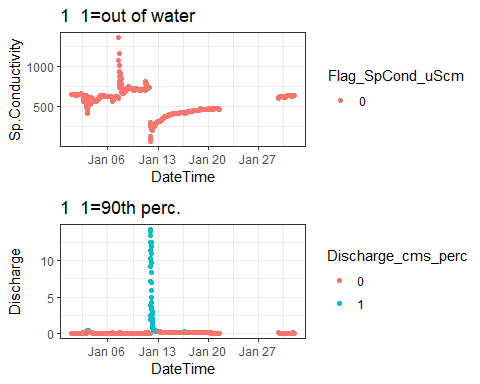 1  1=out of water
Sp.Conductivity
1000
500
Jan 06 Jan 13 Jan 20 Jan 27
DateTime
Flag_SpCond_uScm
0
1  1=90th perc.
Discharge
10
5
0
Jan 06 Jan 13 Jan 20 Jan 27
DateTime
Discharge_cms_perc
0
1